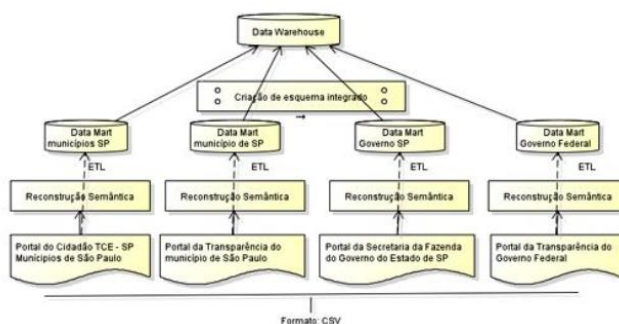 Data Warehouse
Criação de esquema integrado
Data Mart
municípios SP
Data Mart
município de SP
Data Mart
Governo SP
Data Mart
Governo Federal
ETL
ETL
ETL
ETL
Reconstrução Semântica
Reconstrução Semântica
Reconstrução Semântica
Reconstrução Semântica
Portal do Cidadão TCE - SP
Municípios de São Paulo
Portal da Transparência do
município de São Paulo
Portal da Secretaria da Fazenda
do Governo do Estado de SP
Portal da Transparência do
Governo Federal
Formato: CSV